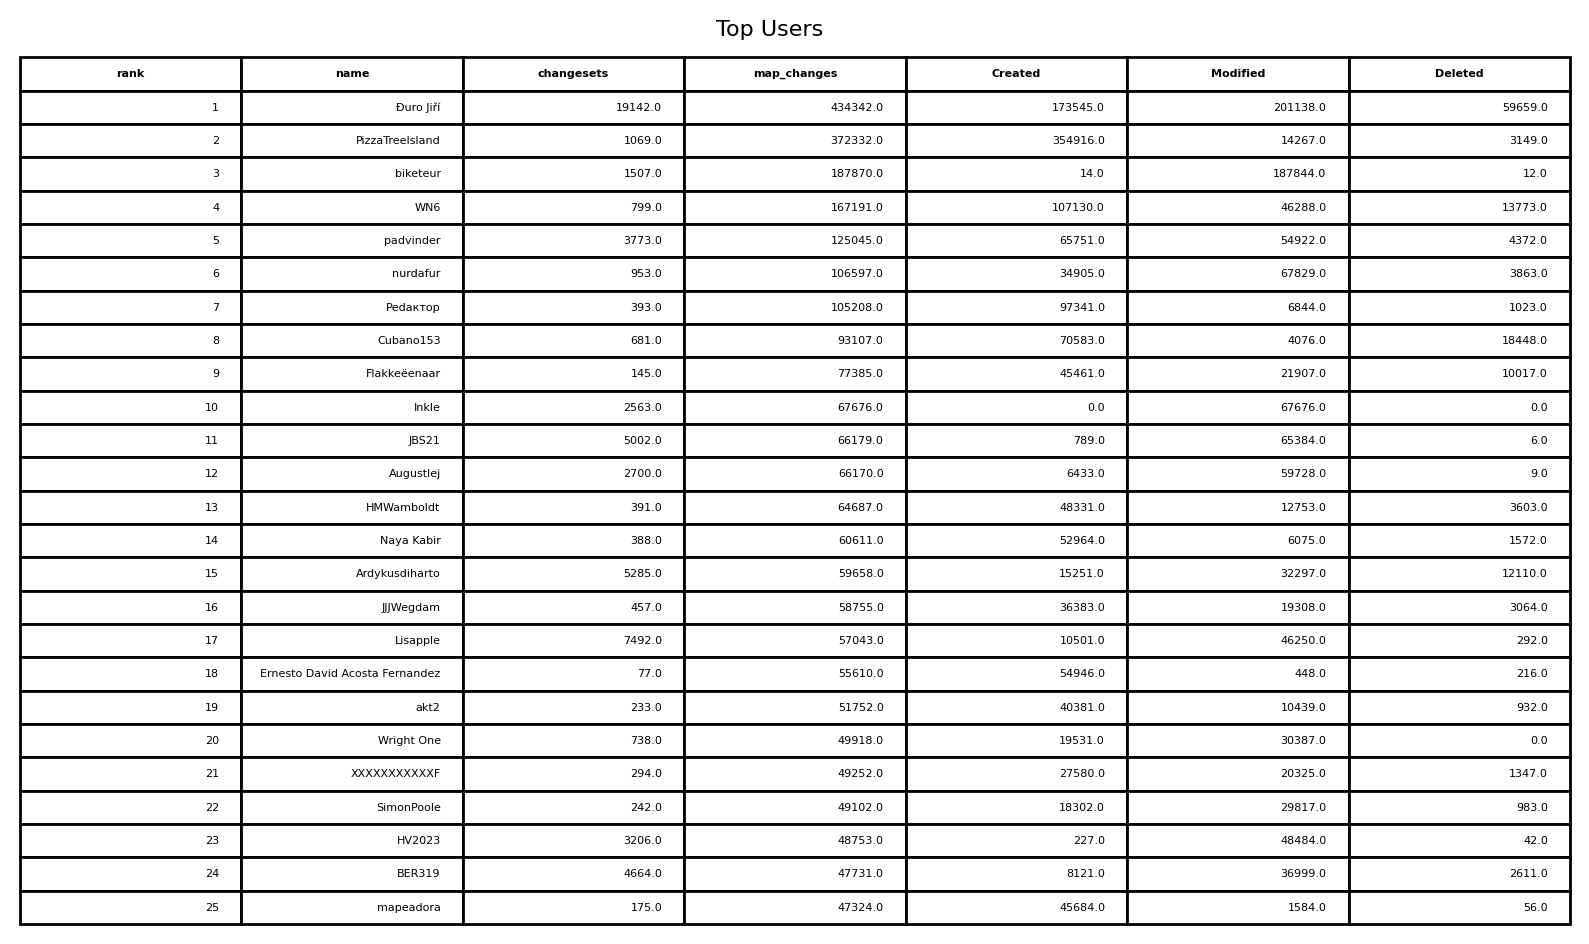 Top Users
rank name changesets map_changes Created Modified Deleted
1 Đuro Jiří 19142.0 434342.0 173545.0 201138.0 59659.0
2 PizzaTreeIsland 1069.0 372332.0 354916.0 14267.0 3149.0
3 biketeur 1507.0 187870.0 14.0 187844.0 12.0
4 WN6 799.0 167191.0 107130.0 46288.0 13773.0
5 padvinder 3773.0 125045.0 65751.0 54922.0 4372.0
6 nurdafur 953.0 106597.0 34905.0 67829.0 3863.0
7 Редактор 393.0 105208.0 97341.0 6844.0 1023.0
8 Cubano153 681.0 93107.0 70583.0 4076.0 18448.0
9 Flakkeëenaar 145.0 77385.0 45461.0 21907.0 10017.0
10 Inkle 2563.0 67676.0 0.0 67676.0 0.0
11 JBS21 5002.0 66179.0 789.0 65384.0 6.0
12 Augustlej 2700.0 66170.0 6433.0 59728.0 9.0
13 HMWamboldt 391.0 64687.0 48331.0 12753.0 3603.0
14 Naya Kabir 388.0 60611.0 52964.0 6075.0 1572.0
15 Ardykusdiharto 5285.0 59658.0 15251.0 32297.0 12110.0
16 JJJWegdam 457.0 58755.0 36383.0 19308.0 3064.0
17 Lisapple 7492.0 57043.0 10501.0 46250.0 292.0
18 Ernesto David Acosta Fernandez 77.0 55610.0 54946.0 448.0 216.0
19 akt2 233.0 51752.0 40381.0 10439.0 932.0
20 Wright One 738.0 49918.0 19531.0 30387.0 0.0
21 XXXXXXXXXXXF 294.0 49252.0 27580.0 20325.0 1347.0
22 SimonPoole 242.0 49102.0 18302.0 29817.0 983.0
23 HV2023 3206.0 48753.0 227.0 48484.0 42.0
24 BER319 4664.0 47731.0 8121.0 36999.0 2611.0
25 mapeadora 175.0 47324.0 45684.0 1584.0 56.0